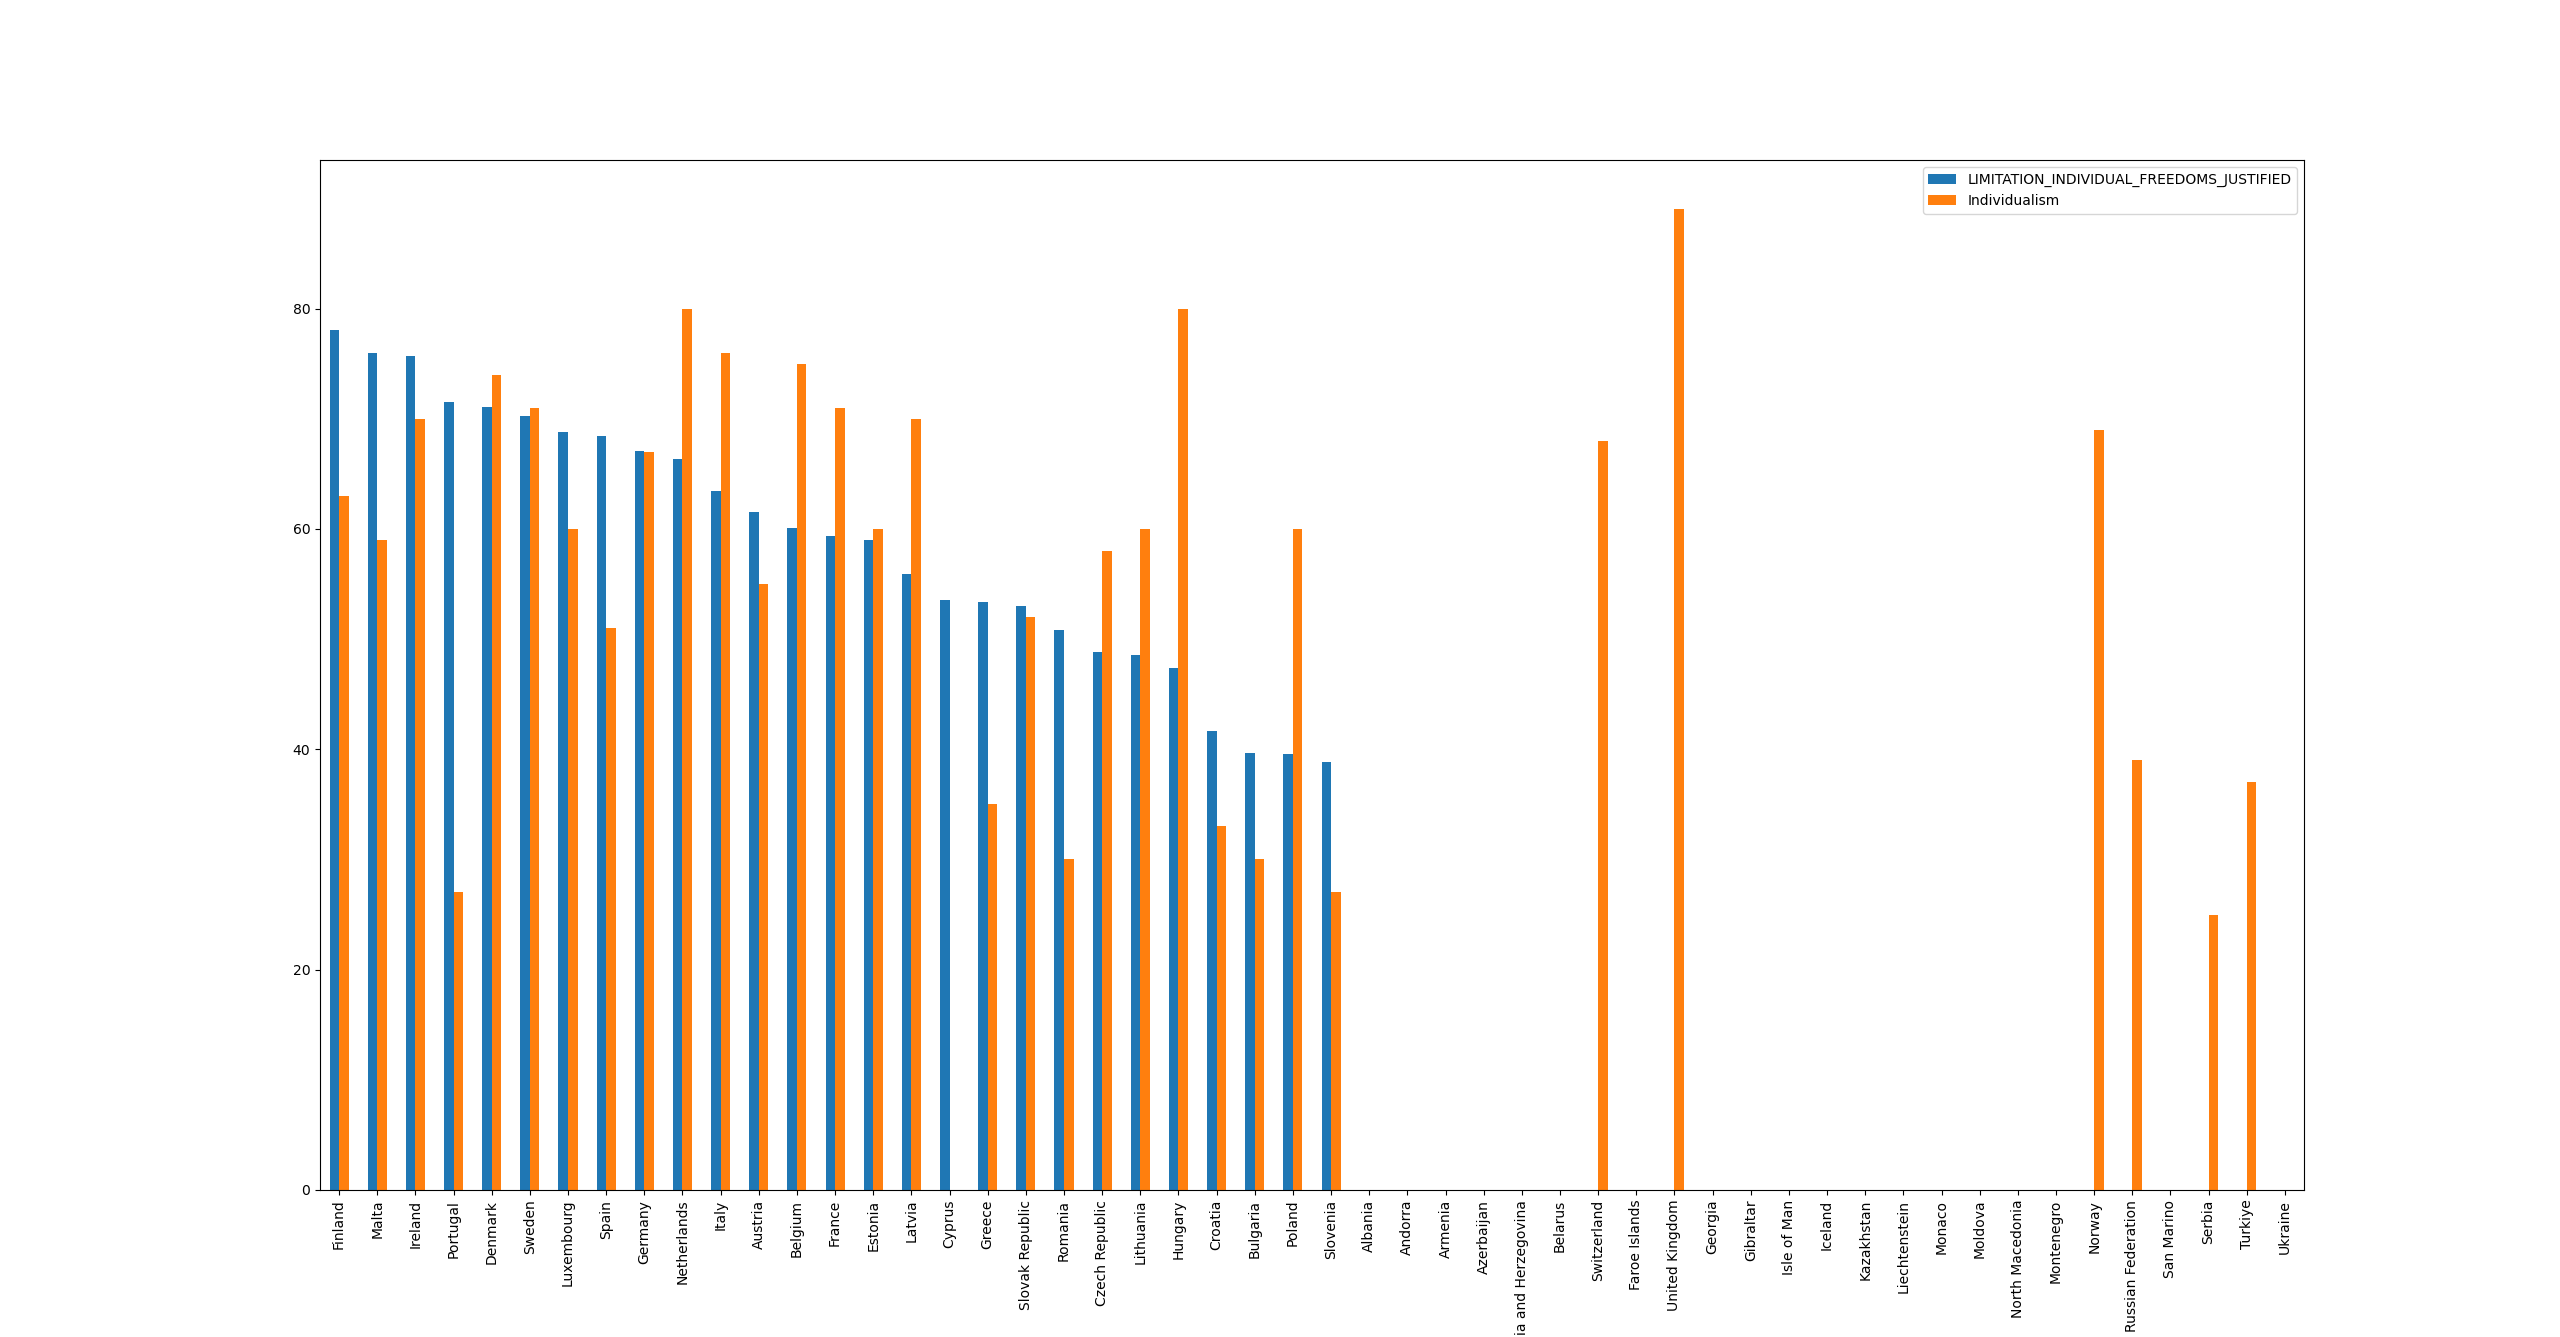 LIMITATION_INDIVIDUAL_FREEDOMS_JUSTIFIED
Individualism
80
60
40
20
0
Finland
Malta
Ireland
Portugal
Denmark
Sweden
Luxembourg
Spain
Germany
Netherlands
Italy
Austria
Belgium
France
Estonia
Latvia
Cyprus
Greece
Slovak Republic
Romania
Czech Republic
Lithuania
Hungary
Croatia
Bulgaria
Poland
Slovenia
Albania
Andorra
Armenia
Azerbaijan
ia and Herzegovina
Belarus
Switzerland
Faroe Islands
United Kingdom
Georgia
Gibraltar
Isle of Man
Iceland
Kazakhstan
Liechtenstein
Monaco
Moldova
North Macedonia
Montenegro
Norway
Russian Federation
San Marino
Serbia
Turkiye
Ukraine